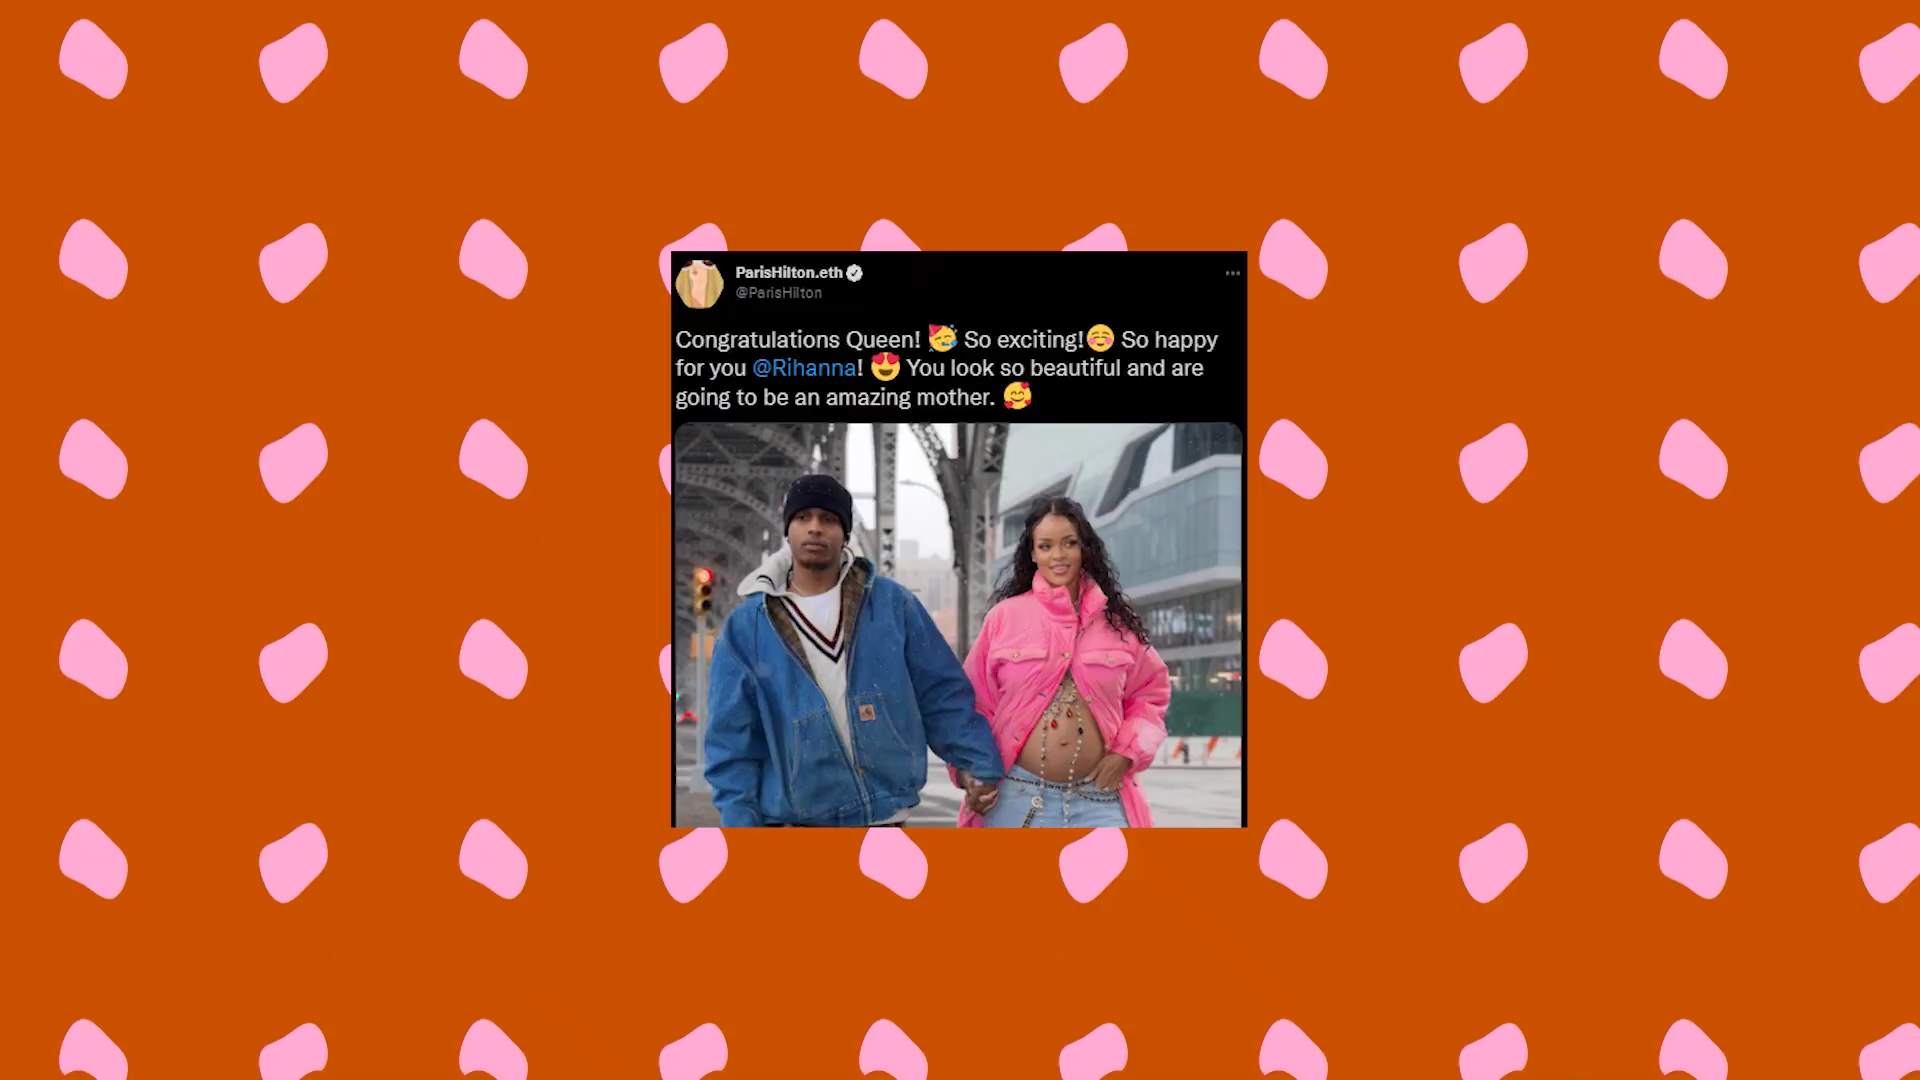 ParisHilton.eth
@ParisHilton
Congratulations Queen! 🥳 So exciting!☺️ So happy
for you @Rihanna! 😍 You look so beautiful and are
going to be an amazing mother. 🥰